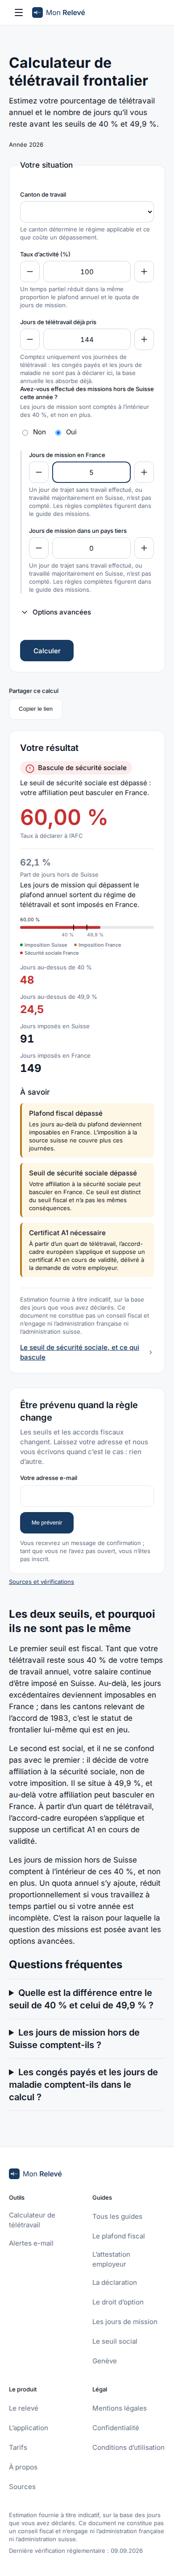 Mon Relevé
Calculateur de
télétravail frontalier
Estimez votre pourcentage de télétravail
annuel et le nombre de jours qu’il vous
reste avant les seuils de 40 % et 49,9 %.
Année 2026
Votre situation
Canton de travail
Le canton détermine le régime applicable et ce
que coûte un dépassement.
Taux d’activité (%)
100
Un temps partiel réduit dans la même
proportion le plafond annuel et le quota de
jours de mission.
Jours de télétravail déjà pris
144
Comptez uniquement vos journées de
télétravail : les congés payés et les jours de
maladie ne sont pas à déclarer ici, la base
annuelle les absorbe déjà.
Avez-vous effectué des missions hors de Suisse
cette année ?
Les jours de mission sont comptés à l’intérieur
des 40 %, et non en plus.
Non
Oui
Jours de mission en France
5
Un jour de trajet sans travail effectué, ou
travaillé majoritairement en Suisse, n’est pas
compté. Les règles complètes figurent dans
le guide des missions.
Jours de mission dans un pays tiers
0
Un jour de trajet sans travail effectué, ou
travaillé majoritairement en Suisse, n’est pas
compté. Les règles complètes figurent dans
le guide des missions.
Options avancées
Calculer
Partager ce calcul
Copier le lien
Votre résultat
Bascule de sécurité sociale
Le seuil de sécurité sociale est dépassé :
votre affiliation peut basculer en France.
60,00 %
Taux à déclarer à l’AFC
62,1 %
Part de jours hors de Suisse
Les jours de mission qui dépassent le
plafond annuel sortent du régime de
télétravail et sont imposés en France.
60,00 %
40 %
49,9 %
Imposition Suisse
Imposition France
Sécurité sociale France
Jours au-dessus de 40 %
48
Jours au-dessus de 49,9 %
24,5
Jours imposés en Suisse
91
Jours imposés en France
149
À savoir
Plafond fiscal dépassé
Les jours au-delà du plafond deviennent
imposables en France. L’imposition à la
source suisse ne couvre plus ces
journées.
Seuil de sécurité sociale dépassé
Votre affiliation à la sécurité sociale peut
basculer en France. Ce seuil est distinct
du seuil fiscal et n’a pas les mêmes
conséquences.
Certificat A1 nécessaire
À partir d’un quart de télétravail, l’accord-
cadre européen s’applique et suppose un
certificat A1 en cours de validité, délivré à
la demande de votre employeur.
Estimation fournie à titre indicatif, sur la base
des jours que vous avez déclarés. Ce
document ne constitue pas un conseil fiscal et
n’engage ni l’administration française ni
l’administration suisse.
Le seuil de sécurité sociale, et ce qui
bascule
Être prévenu quand la règle
change
Les seuils et les accords fiscaux
changent. Laissez votre adresse et nous
vous écrivons quand c’est le cas : rien
d’autre.
Votre adresse e-mail
Me prévenir
Vous recevrez un message de confirmation ;
tant que vous ne l’avez pas ouvert, vous n’êtes
pas inscrit.
Sources et vérifications
Les deux seuils, et pourquoi
ils ne sont pas le même
Le premier seuil est fiscal. Tant que votre
télétravail reste sous 40 % de votre temps
de travail annuel, votre salaire continue
d’être imposé en Suisse. Au-delà, les jours
excédentaires deviennent imposables en
France ; dans les cantons relevant de
l’accord de 1983, c’est le statut de
frontalier lui-même qui est en jeu.
Le second est social, et il ne se confond
pas avec le premier : il décide de votre
affiliation à la sécurité sociale, non de
votre imposition. Il se situe à 49,9 %, et
au-delà votre affiliation peut basculer en
France. À partir d’un quart de télétravail,
l’accord-cadre européen s’applique et
suppose un certificat A1 en cours de
validité.
Les jours de mission hors de Suisse
comptent à l’intérieur de ces 40 %, et non
en plus. Un quota annuel s’y ajoute, réduit
proportionnellement si vous travaillez à
temps partiel ou si votre année est
incomplète. C’est la raison pour laquelle la
question des missions est posée avant les
options avancées.
Questions fréquentes
Quelle est la différence entre le
seuil de 40 % et celui de 49,9 % ?
Les jours de mission hors de
Suisse comptent-ils ?
Les congés payés et les jours de
maladie comptent-ils dans le
calcul ?
Mon Relevé
Outils
Calculateur de
télétravail
Alertes e-mail
Guides
Tous les guides
Le plafond fiscal
L’attestation
employeur
La déclaration
Le droit d’option
Les jours de mission
Le seuil social
Genève
Le produit
Le relevé
L’application
Tarifs
À propos
Sources
Légal
Mentions légales
Confidentialité
Conditions d’utilisation
Estimation fournie à titre indicatif, sur la base des jours
que vous avez déclarés. Ce document ne constitue pas
un conseil fiscal et n’engage ni l’administration française
ni l’administration suisse.
Dernière vérification réglementaire : 09.09.2026